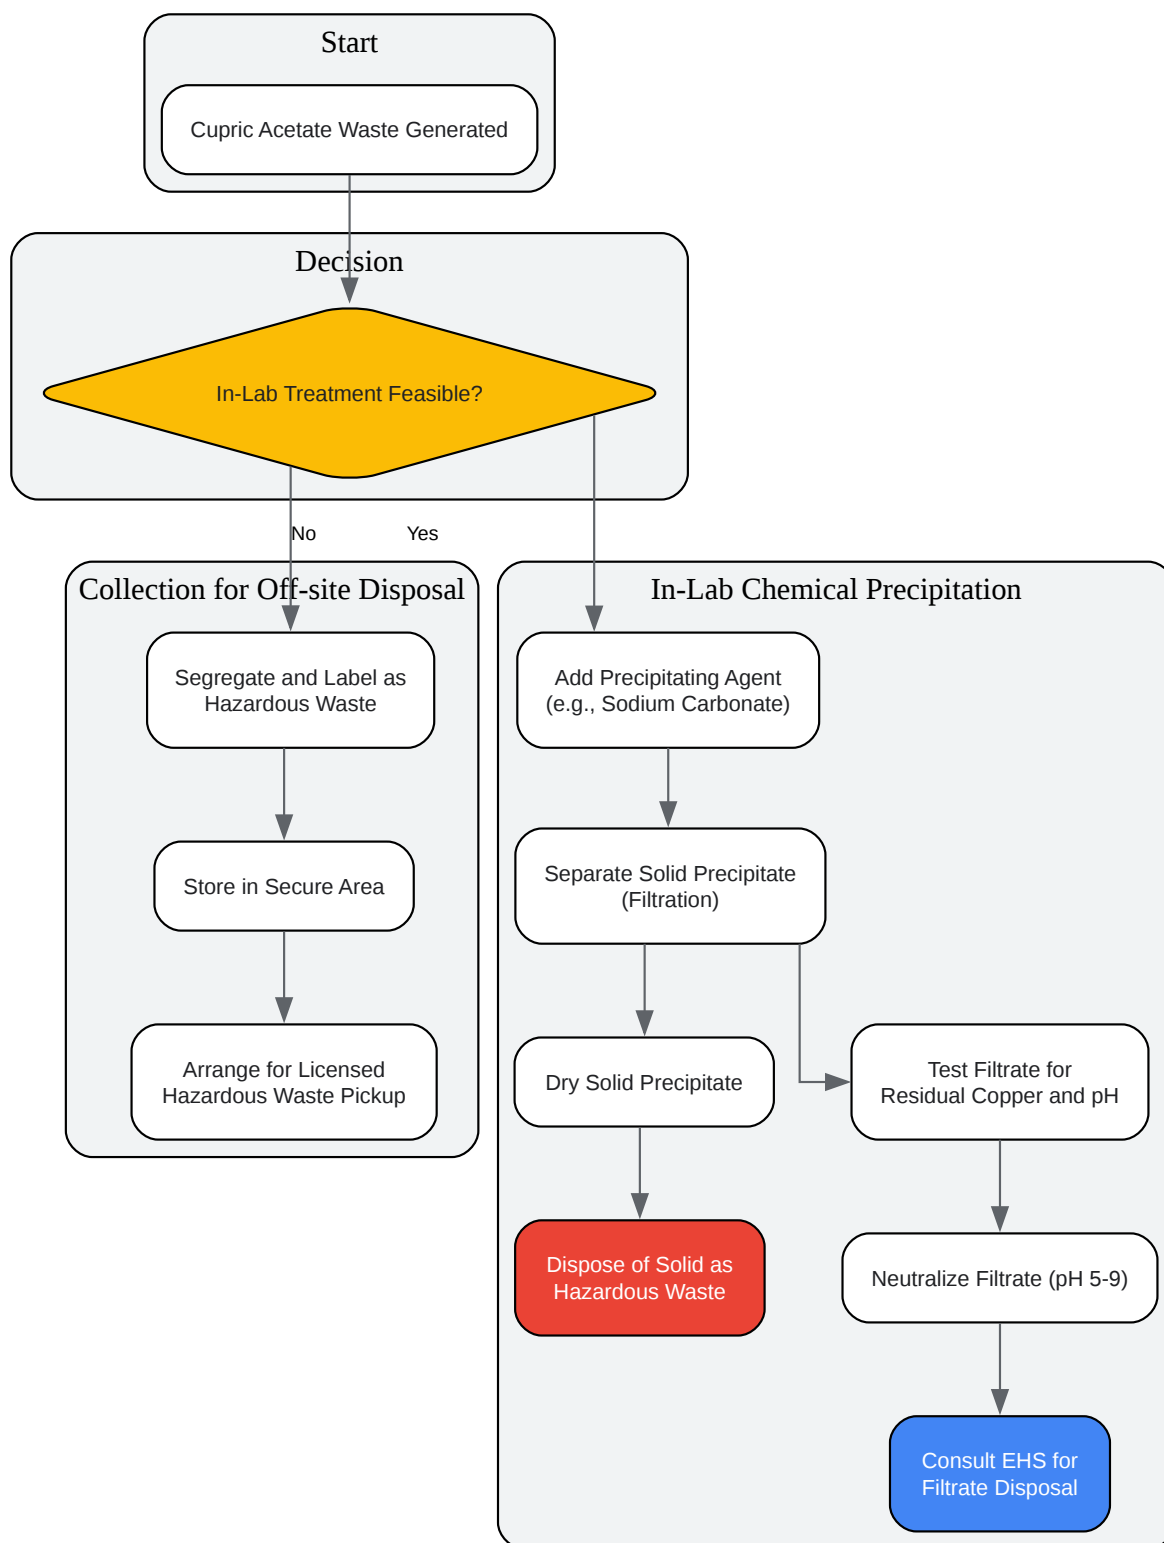 Start
Cupric Acetate Waste Generated
Decision
In-Lab Treatment Feasible?
No
Yes
Collection for Off-site Disposal
Segregate and Label as
Hazardous Waste
Store in Secure Area
Arrange for Licensed
Hazardous Waste Pickup
In-Lab Chemical Precipitation
Add Precipitating Agent
(e.g., Sodium Carbonate)
Separate Solid Precipitate
(Filtration)
Dry Solid Precipitate
Dispose of Solid as
Hazardous Waste
Test Filtrate for
Residual Copper and pH
Neutralize Filtrate (pH 5-9)
Consult EHS for
Filtrate Disposal